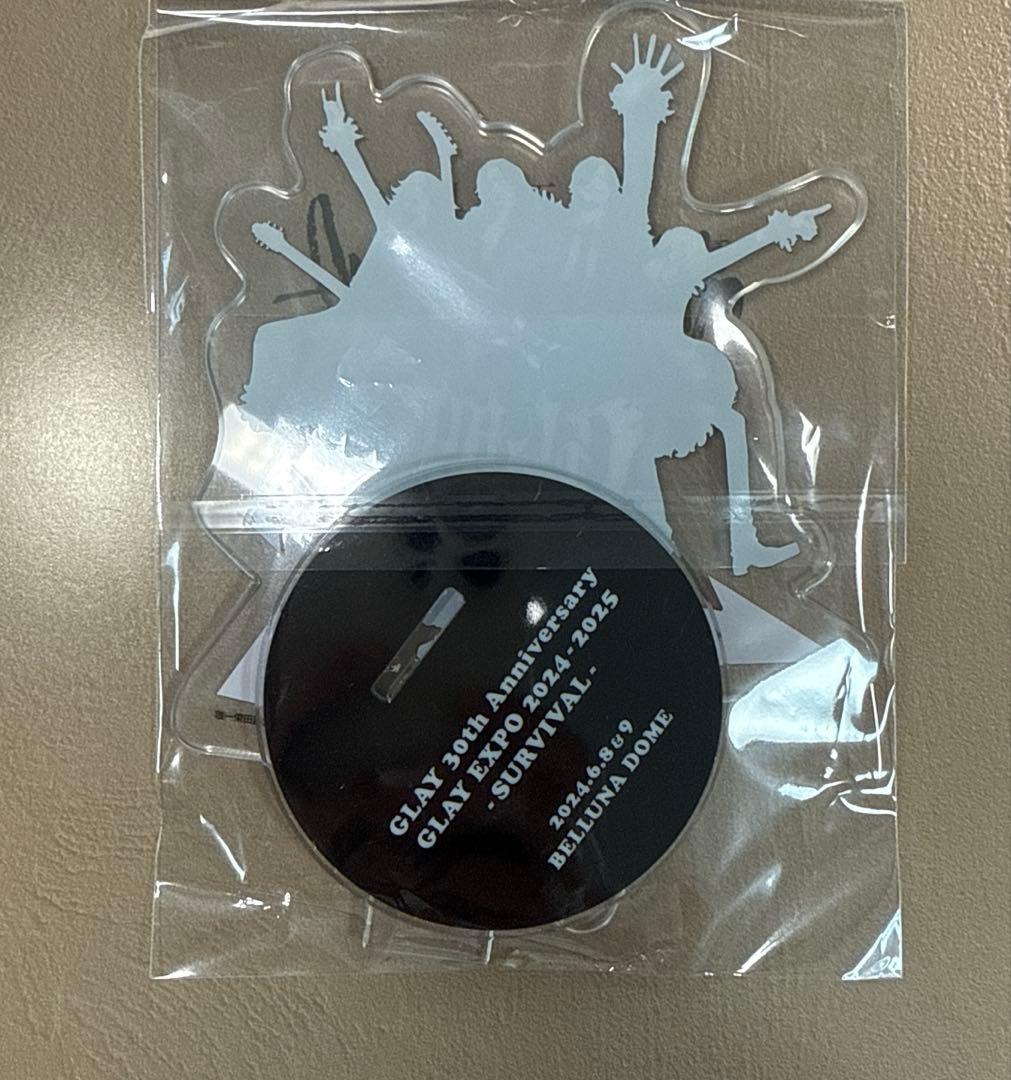 GLAY 30th Anniversary
GLAY EXPO 2024-2025
-SURVIVAL-
2024.6.8&9
BELLUNA DOME